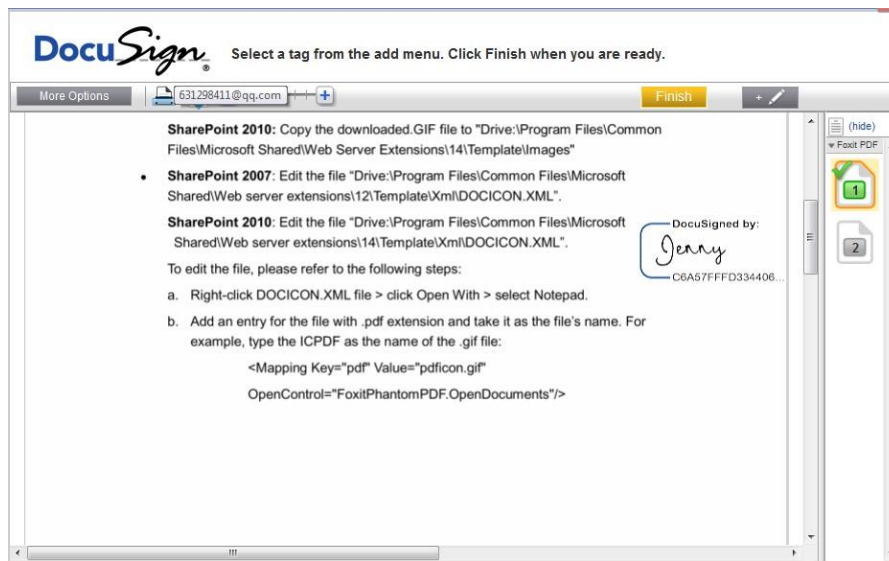 DocuSign® Select a tag from the add menu. Click Finish when you are ready.
More Options 631298411@qq.com Finish
SharePoint 2010: Copy the downloaded.GIF file to "Drive:\Program Files\Common
Files\Microsoft Shared\Web Server Extensions\14\Template\Images"
• SharePoint 2007: Edit the file “Drive:\Program Files\Common Files\Microsoft
Shared\Web server extensions\12\Template\Xml\DOCICON.XML”.
SharePoint 2010: Edit the file “Drive:\Program Files\Common Files\Microsoft
Shared\Web server extensions\14\Template\Xml\DOCICON.XML”.
To edit the file, please refer to the following steps:
a. Right-click DOCICON.XML file > click Open With > select Notepad.
b. Add an entry for the file with .pdf extension and take it as the file’s name. For
example, type the ICPDF as the name of the .gif file:
<Mapping Key="pdf" Value="pdficon.gif"
OpenControl="FoxitPhantomPDF.OpenDocuments"/>
DocuSigned by:
Jenny
C6A57FFFD334406...
(hide)
Foxit PDF
1
2